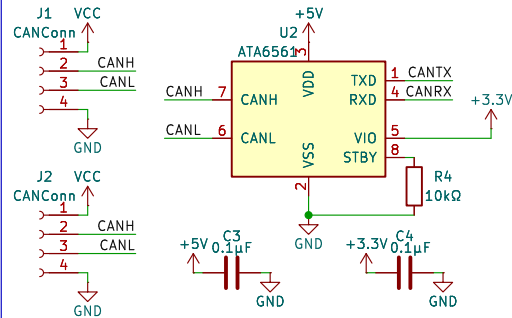 J1
VCC
CANConn
1
2
CANH
3
CANL
4
GND
J2
VCC
CANConn
1
2
CANH
3
CANL
4
GND
+5V
U2
ATA6561
3
VDD
CANH
7
CANH
CANL
6
CANL
TXD
1
CANTX
RXD
4
CANRX
VIO
5
+3.3V
STBY
8
VSS
2
R4
10kΩ
GND
C3
+5V
0.1µF
GND
C4
+3.3V
0.1µF
GND